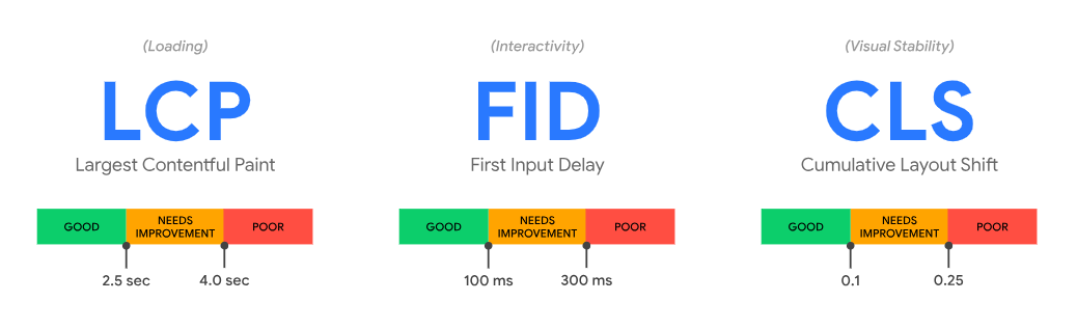 (Loading)
LCP
Largest Contentful Paint
GOOD
NEEDS
IMPROVEMENT
POOR
2.5 sec
4.0 sec
(Interactivity)
FID
First Input Delay
GOOD
NEEDS
IMPROVEMENT
POOR
100 ms
300 ms
(Visual Stability)
CLS
Cumulative Layout Shift
GOOD
NEEDS
IMPROVEMENT
POOR
0.1
0.25